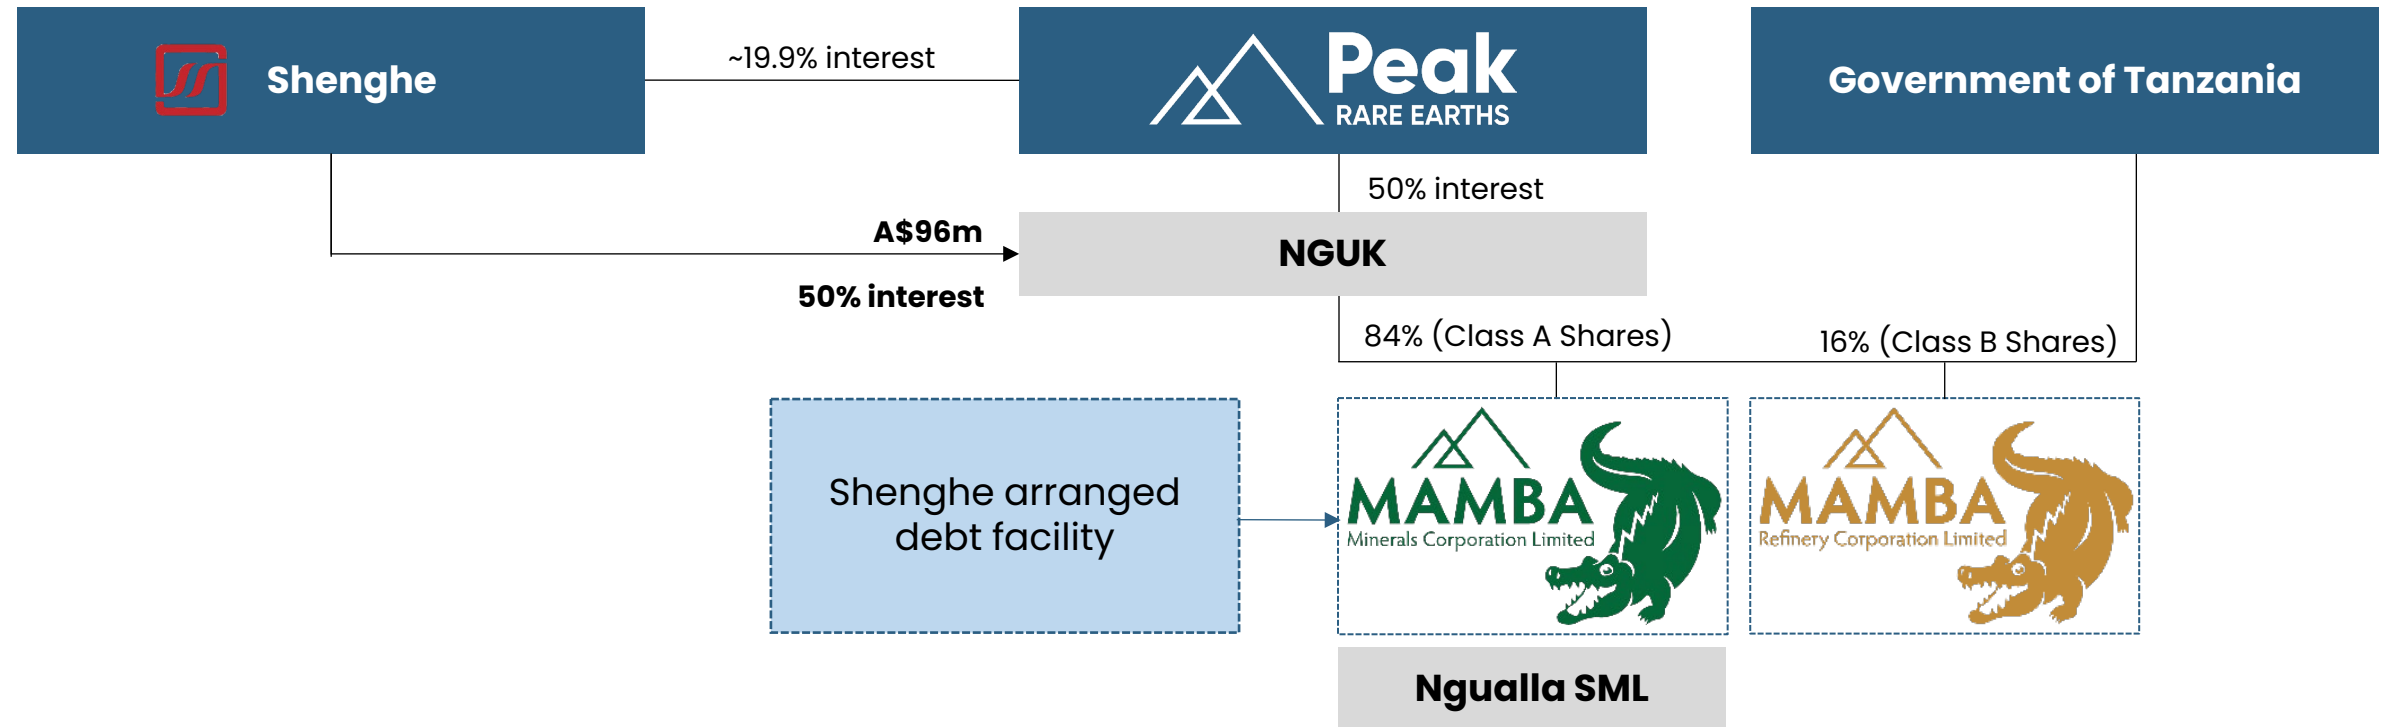 Shenghe
~19.9% interest
Peak
RARE EARTHS
Government of Tanzania
50% interest
A$96m
NGUK
50% interest
84% (Class A Shares)
16% (Class B Shares)
Shenghe arranged
debt facility
MAMBA
Minerals Corporation Limited
MAMBA
Refinery Corporation Limited
Ngualla SML